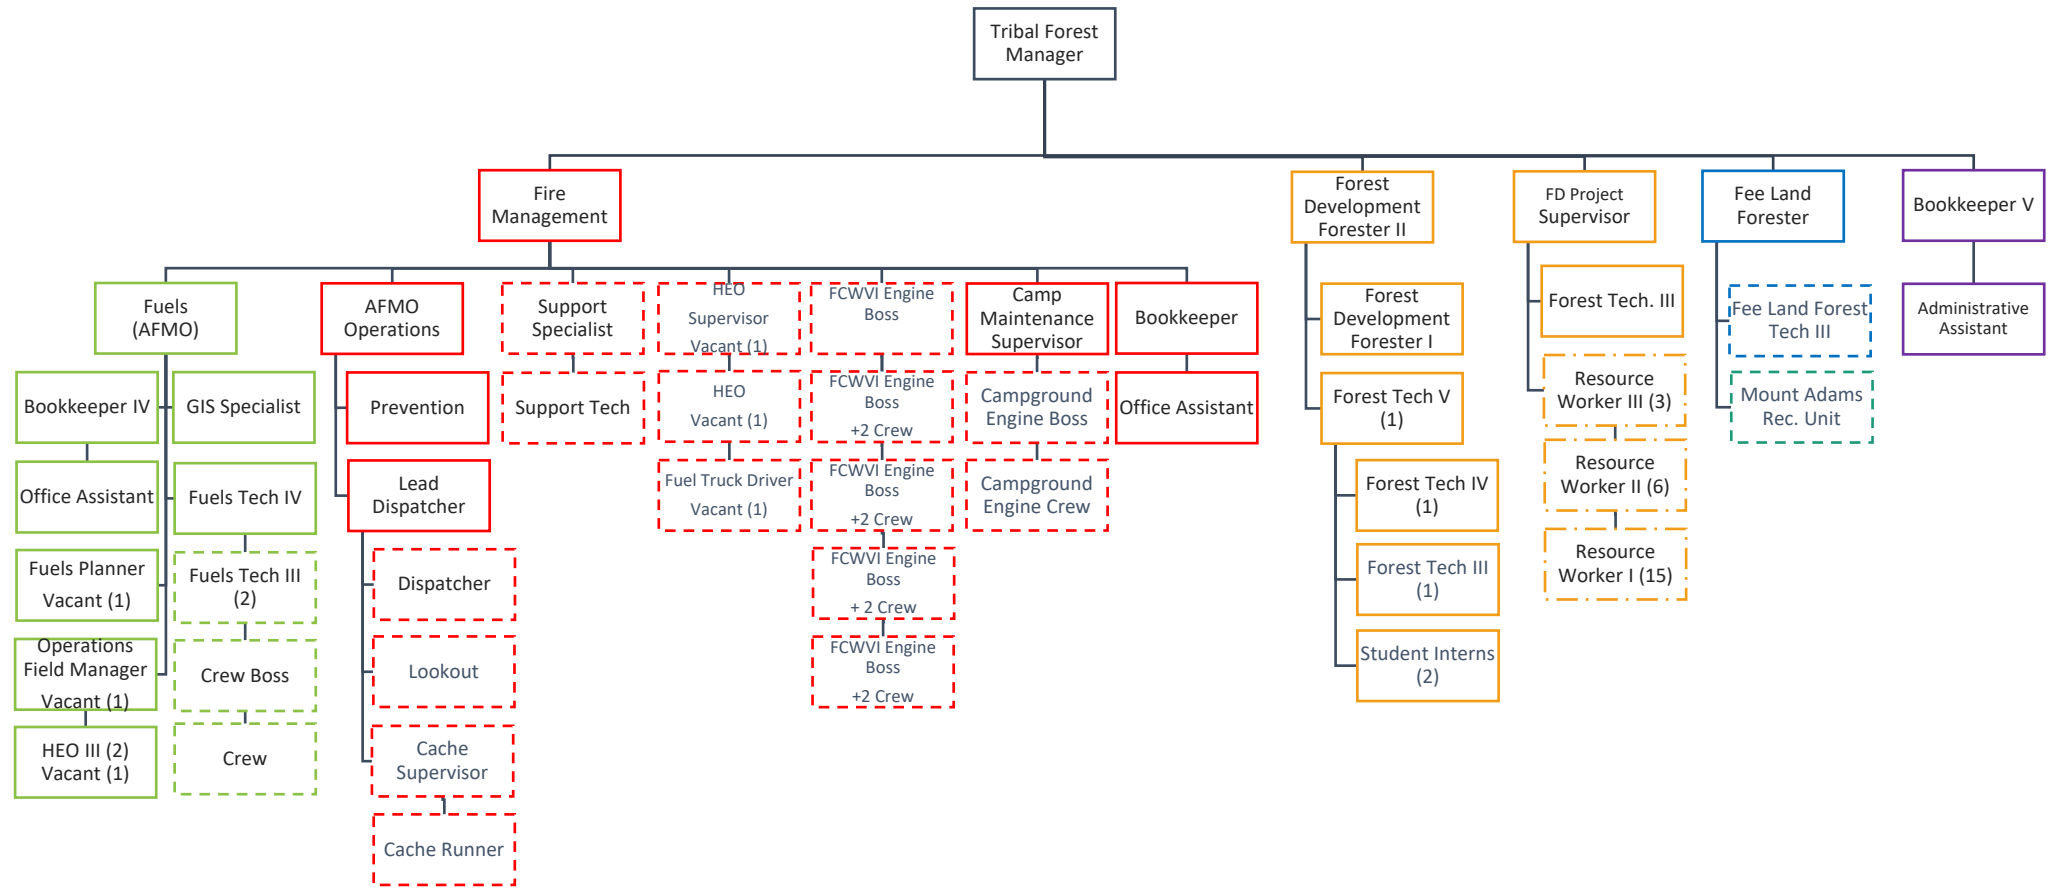 Tribal Forest
Manager
Fire
Management
Forest
Development
Forester II
FD Project
Supervisor
Fee Land
Forester
Bookkeeper V
Fuels
(AFMO)
AFMO
Operations
Support
Specialist
HEO
Supervisor
Vacant (1)
FCWVI Engine
Boss
Camp
Maintenance
Supervisor
Bookkeeper
Forest
Development
Forester I
Forest Tech. III
Fee Land Forest
Tech III
Administrative
Assistant
Bookkeeper IV
GIS Specialist
Prevention
Support Tech
HEO
Vacant (1)
FCWVI Engine
Boss
+2 Crew
Campground
Engine Boss
Office Assistant
Forest Tech V
(1)
Resource
Worker III (3)
Mount Adams
Rec. Unit
Office Assistant
Fuels Tech IV
Lead
Dispatcher
Fuel Truck Driver
Vacant (1)
FCWVI Engine
Boss
+2 Crew
Campground
Engine Crew
Forest Tech IV
(1)
Resource
Worker II (6)
Fuels Planner
Vacant (1)
Fuels Tech III
(2)
Dispatcher
FCWVI Engine
Boss
+ 2 Crew
Forest Tech III
(1)
Resource
Worker I (15)
Operations
Field Manager
Vacant (1)
Crew Boss
Lookout
FCWVI Engine
Boss
+2 Crew
Student Interns
(2)
HEO III (2)
Vacant (1)
Crew
Cache
Supervisor
Cache Runner